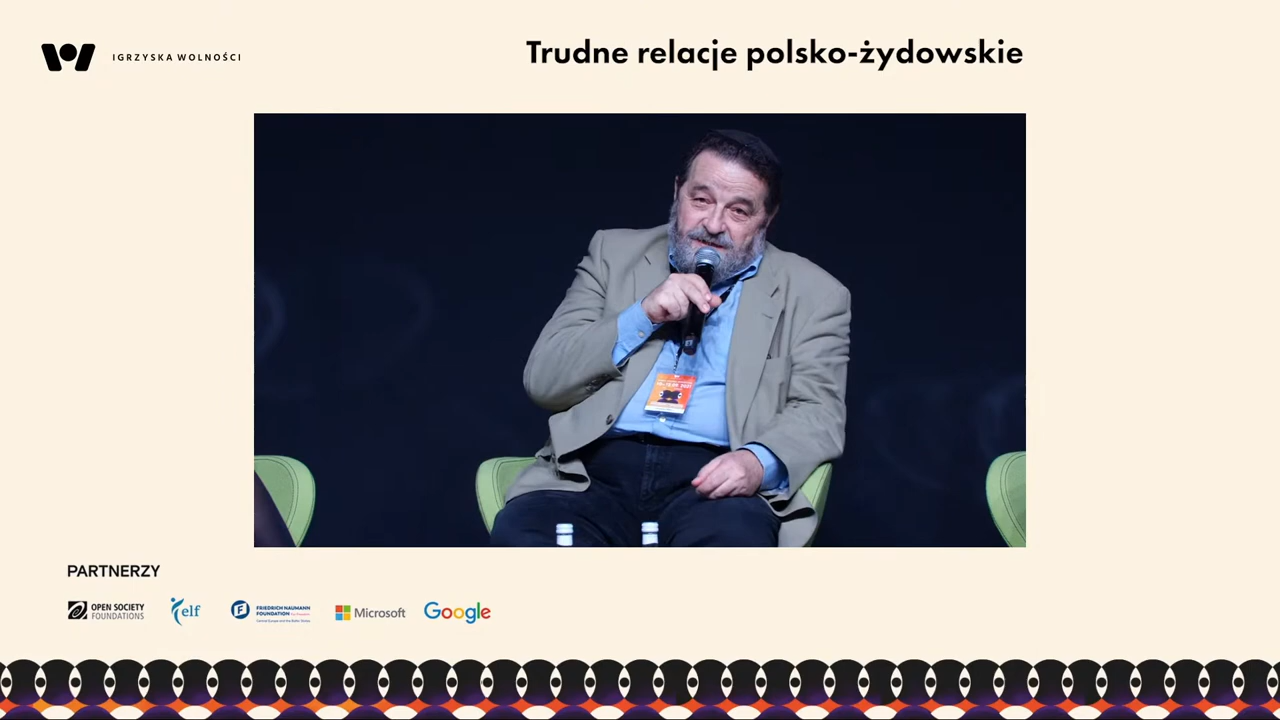 IGRZYSKA WOLNOŚCI
Trudne relacje polsko-żydowskie
PARTNERZY
OPEN SOCIETY
FOUNDATIONS
elf
FRIEDRICH NAUMANN
FOUNDATION
Microsoft
Google